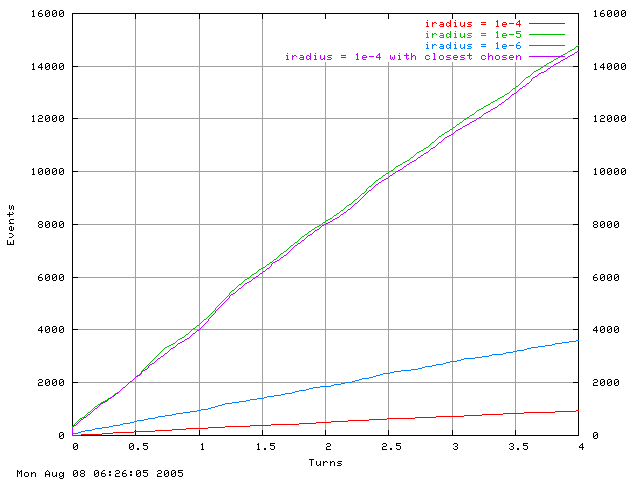 16000 16000
iradius = 1e-4
iradius = 1e-5
iradius = 1e-6
iradius = 1e-4 with closest chosen
14000 14000
12000 12000
10000 10000
Events
8000 8000
6000 6000
4000 4000
2000 2000
0 0
0 0.5 1 1.5 2 2.5 3 3.5 4
Turns
Mon Aug 08 06:26:05 2005